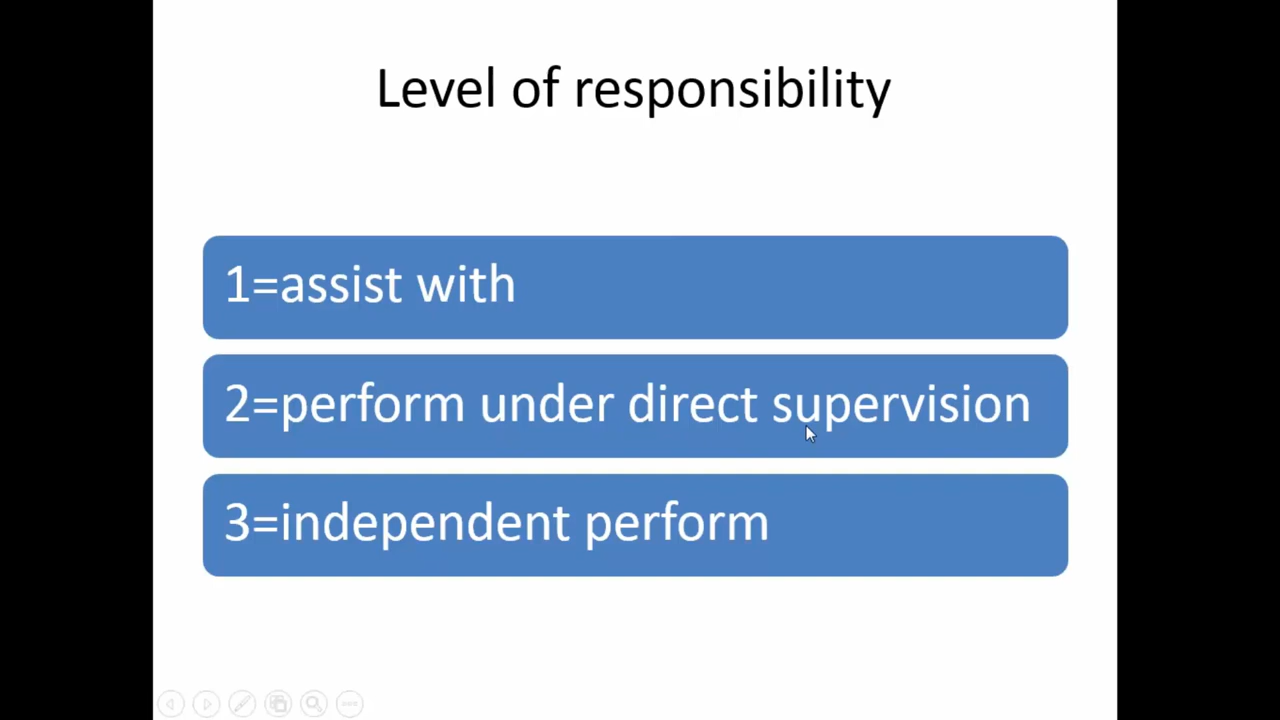 Level of responsibility
1=assist with
2=perform under direct supervision
3=independent perform